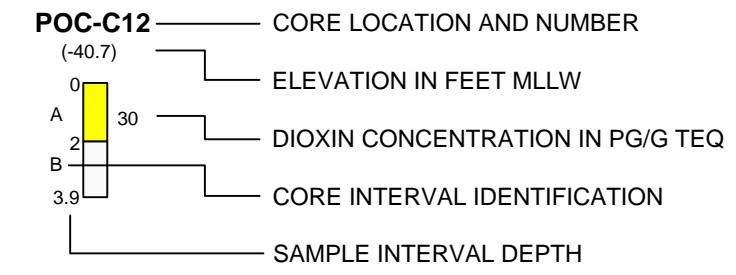 POC-C12 CORE LOCATION AND NUMBER
(-40.7)
ELEVATION IN FEET MLLW
0
A 30
DIOXIN CONCENTRATION IN PG/G TEQ
2
B
CORE INTERVAL IDENTIFICATION
3.9
SAMPLE INTERVAL DEPTH